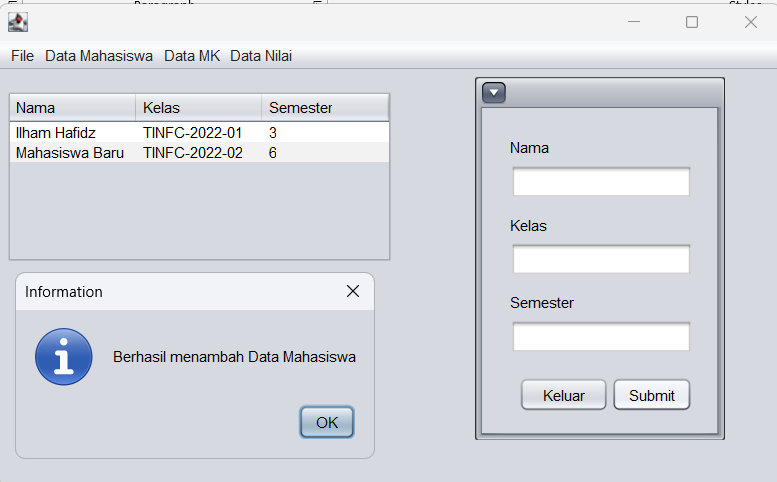 File Data Mahasiswa Data MK Data Nilai
Nama Kelas Semester
Ilham Hafidz TINFC-2022-01 3
Mahasiswa Baru TINFC-2022-02 6
Information
Berhasil menambah Data Mahasiswa
OK
Nama
Kelas
Semester
Keluar Submit